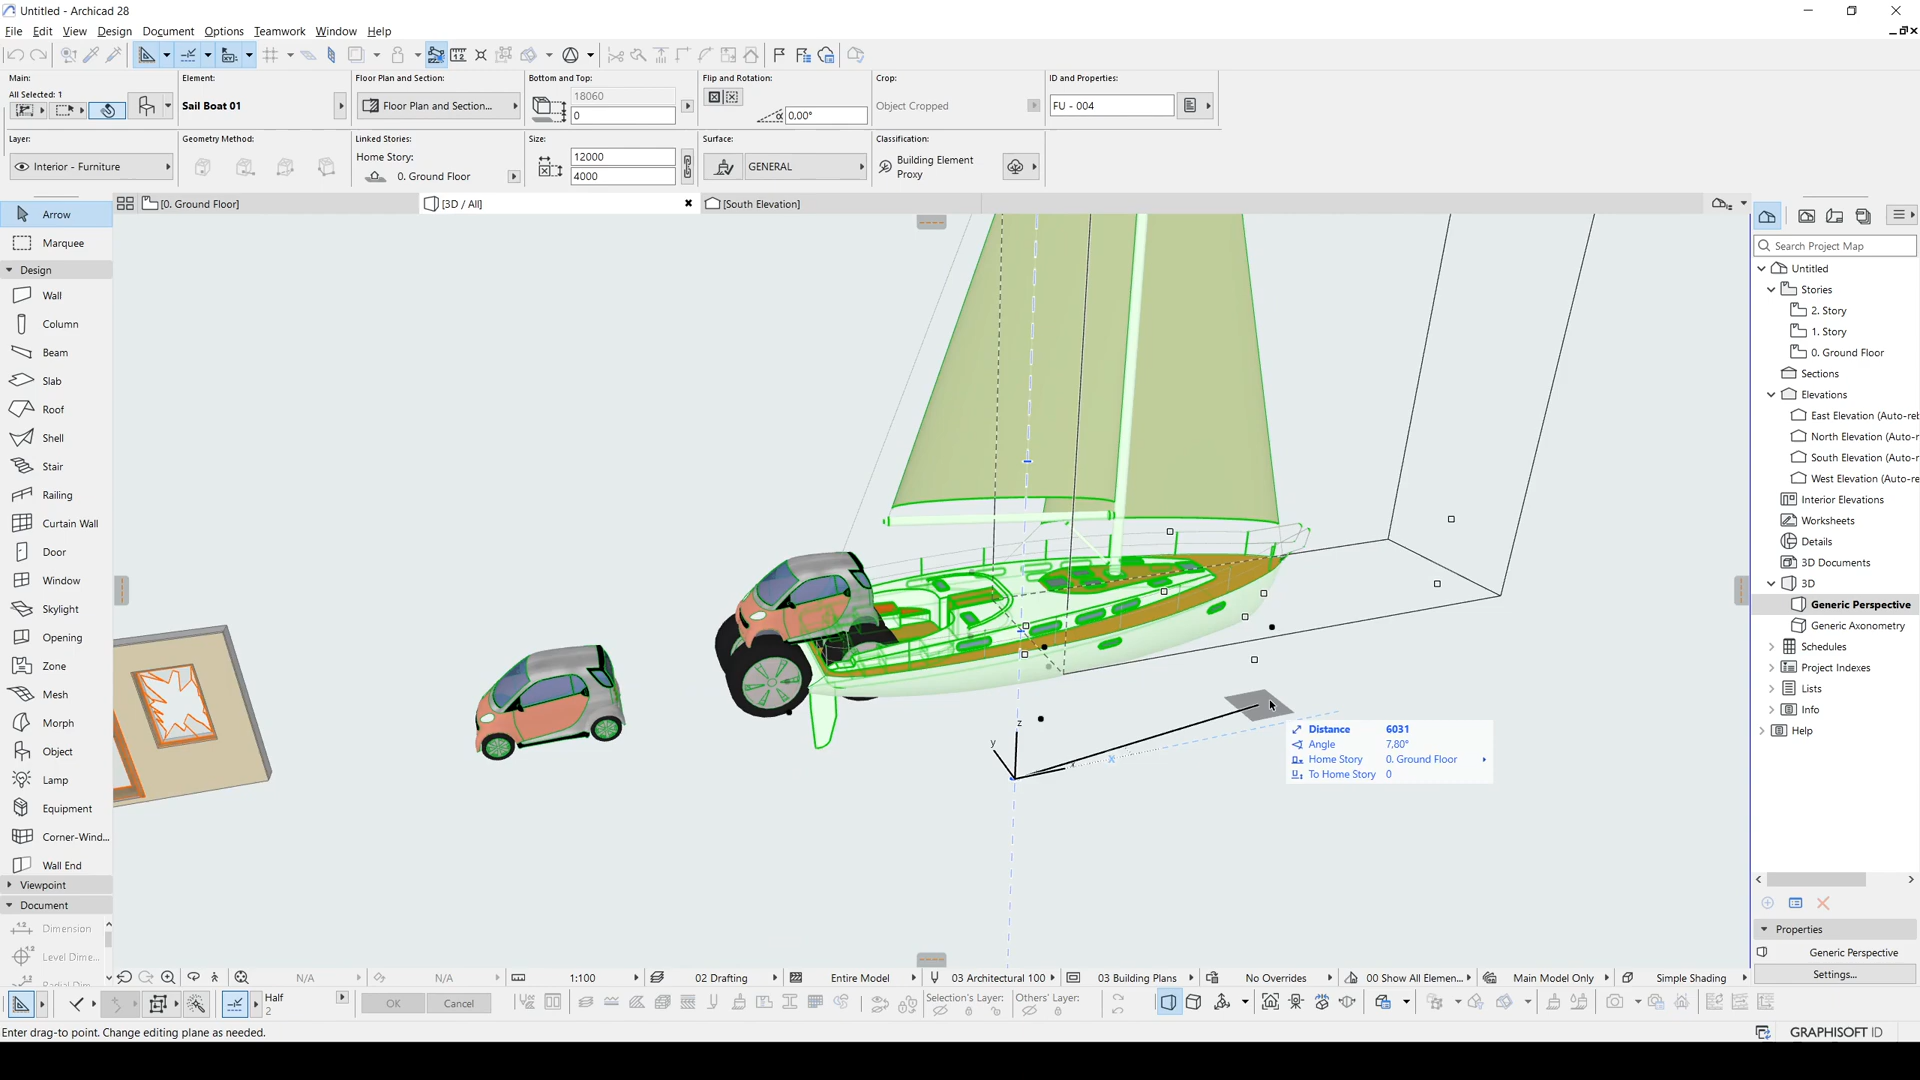 Untitled - Archicad 28
File Edit View Design Document Options Teamwork Window Help
Main: Element: Floor Plan and Section: Bottom and Top: Flip and Rotation: Crop: ID and Properties:
All Selected: 1
Sail Boat 01 Floor Plan and Section... 18060 Object Cropped FU - 004
0 α 0,00°
Layer: Geometry Method: Linked Stories: Size: Surface: Classification:
Interior - Furniture Home Story: 12000 GENERAL Building Element
0. Ground Floor 4000 Proxy
[0. Ground Floor] [3D / All] [South Elevation]
Arrow
Marquee
Design
Wall
Column
Beam
Slab
Roof
Shell
Stair
Railing
Curtain Wall
Door
Window
Skylight
Opening
Zone
Mesh
Morph
Object
Lamp
Equipment
Corner-Wind...
Wall End
Viewpoint
Document
Dimension
Level Dime...
Radial Dim...
z
y
x
Distance 6031
Angle 7,80°
Home Story 0. Ground Floor
To Home Story 0
Search Project Map
Untitled
Stories
2. Story
1. Story
0. Ground Floor
Sections
Elevations
East Elevation (Auto-reb
North Elevation (Auto-r
South Elevation (Auto-r
West Elevation (Auto-re
Interior Elevations
Worksheets
Details
3D Documents
3D
Generic Perspective
Generic Axonometry
Schedules
Project Indexes
Lists
Info
Help
Properties
Generic Perspective
Settings...
N/A N/A 1:100 02 Drafting Entire Model 03 Architectural 100 03 Building Plans No Overrides 00 Show All Elemen... Main Model Only Simple Shading
Half
2
OK Cancel
Selection's Layer: Others' Layer:
Enter drag-to point. Change editing plane as needed.
GRAPHISOFT ID